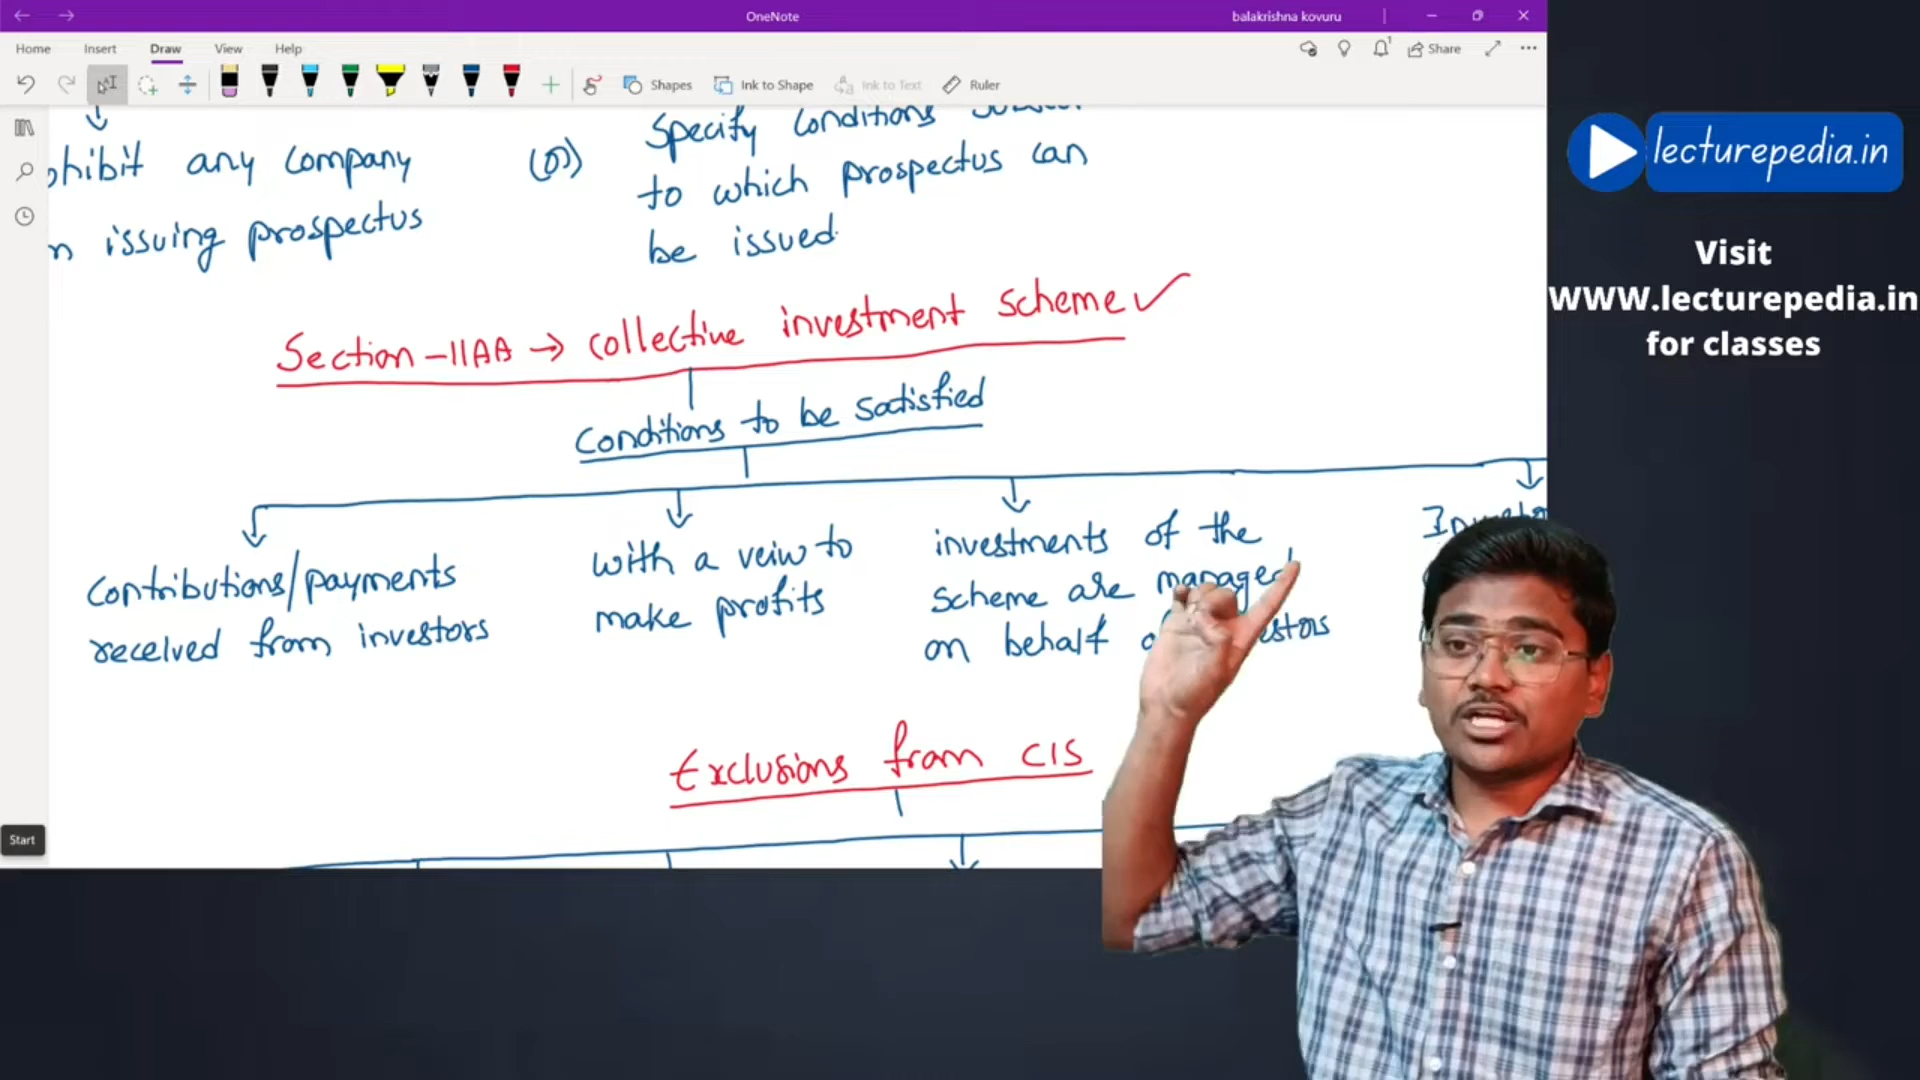 OneNote
balakrishna kovuru
Home Insert Draw View Help
Share
Shapes Ink to Shape Ink to Text Ruler
Specify conditions
ohibit any company
(or)
to which prospectus can
n issuing prospectus
be issued
Section-11AA → collective investment scheme ✓
Conditions to be satisfied
Contributions/payments
received from investors
with a veiw to
make profits
investments of the
scheme are managed
on behalf
Exclusions from CIS
Start
lecturepedia.in
Visit
WWW.lecturepedia.in
for classes